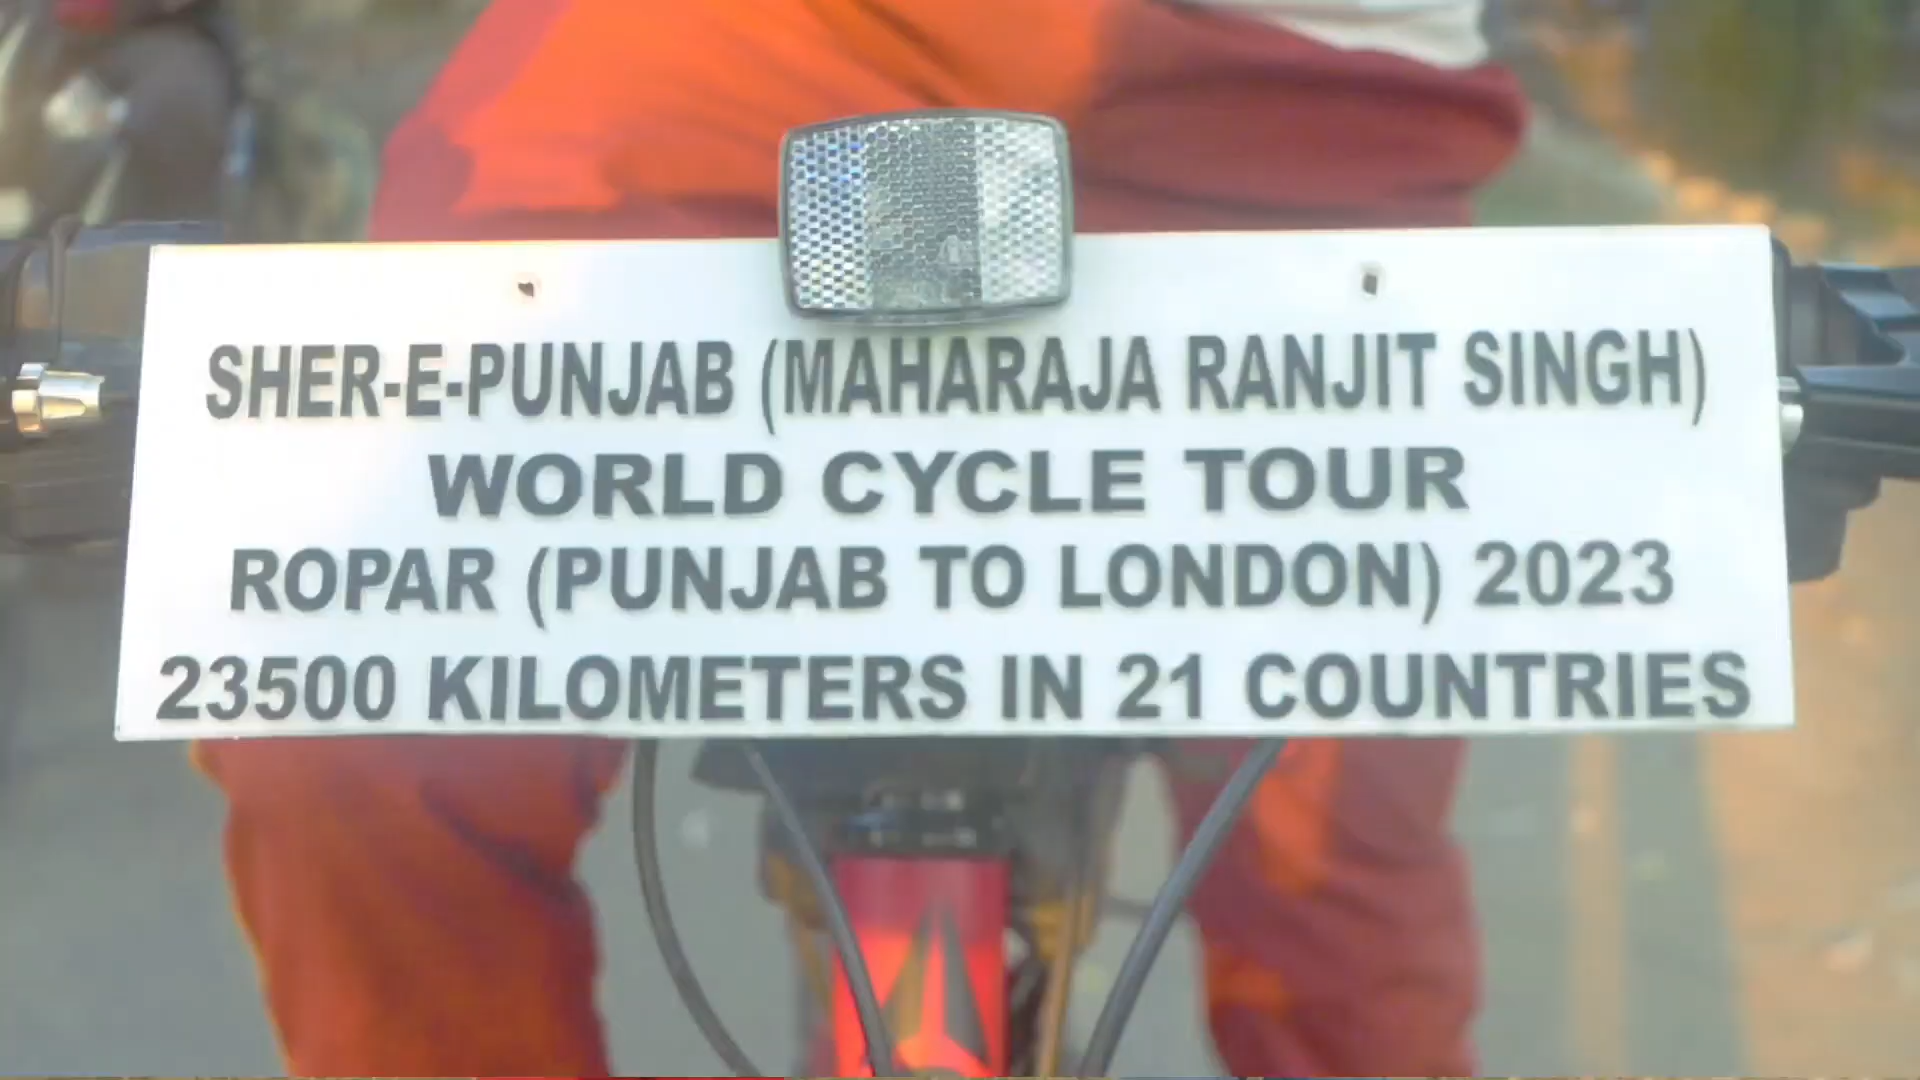 SHER-E-PUNJAB (MAHARAJA RANJIT SINGH)
WORLD CYCLE TOUR
ROPAR (PUNJAB TO LONDON) 2023
23500 KILOMETERS IN 21 COUNTRIES